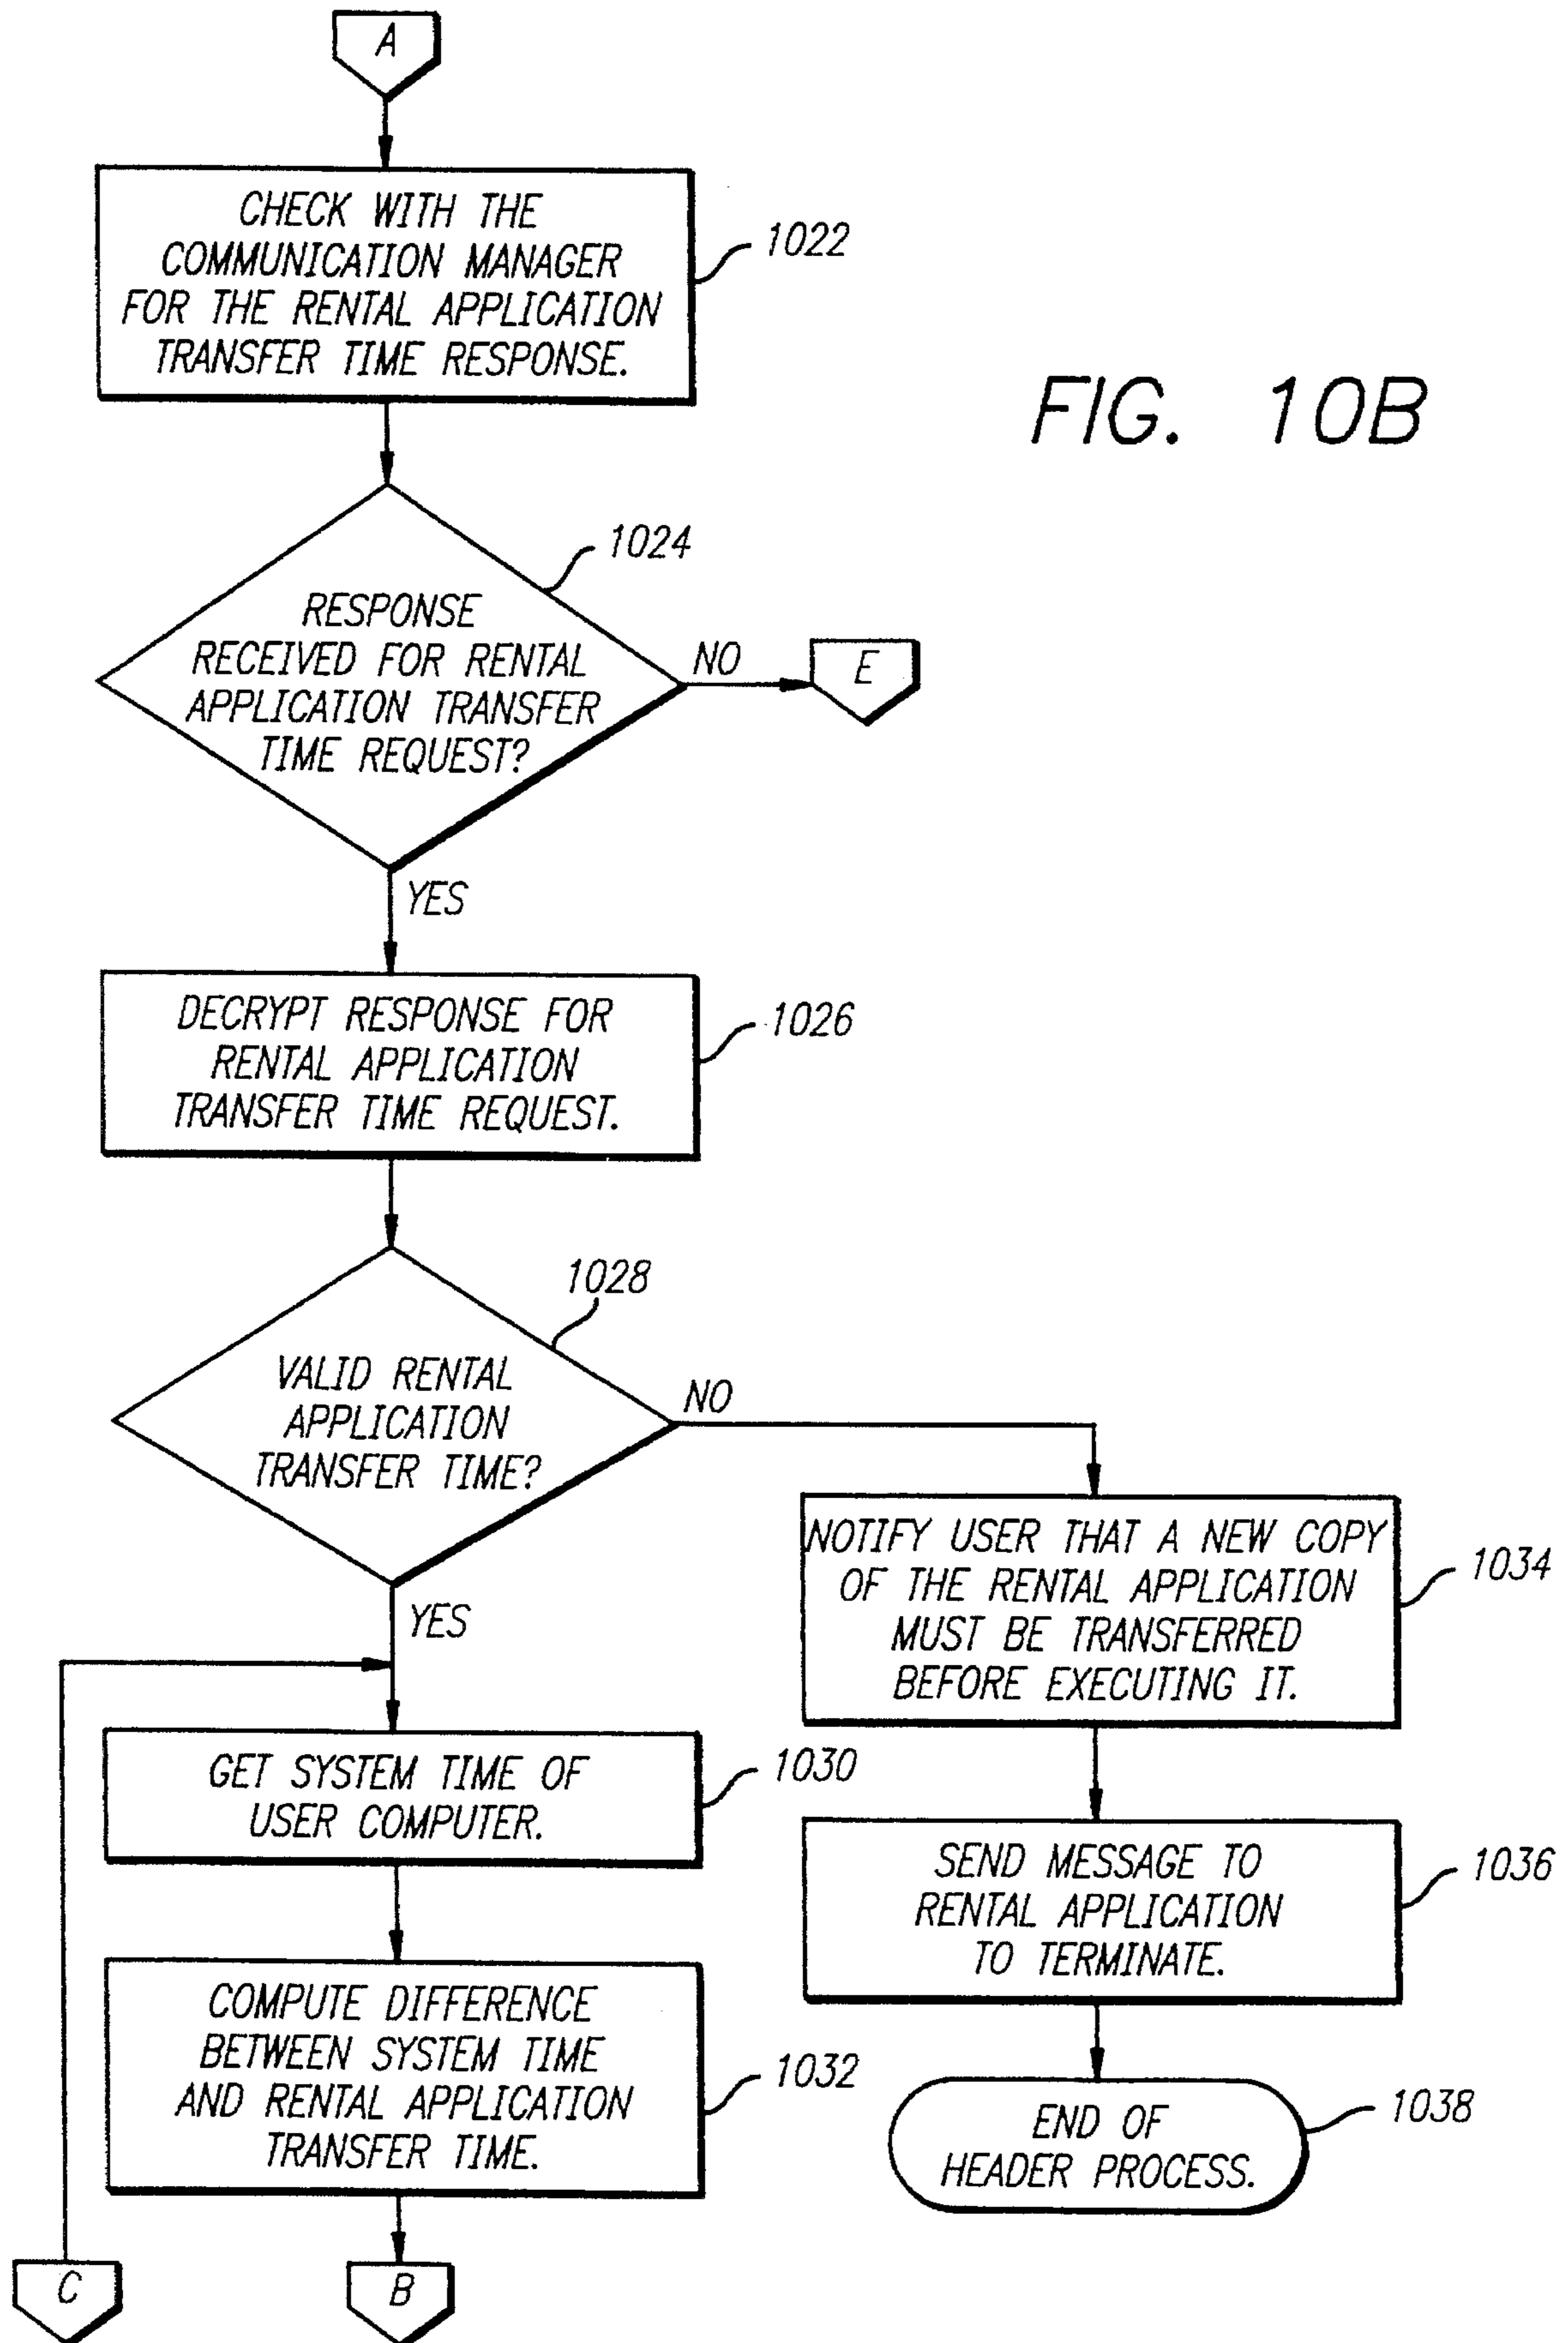 A
CHECK WITH THE
COMMUNICATION MANAGER
FOR THE RENTAL APPLICATION
TRANSFER TIME RESPONSE.
1022
FIG. 10B
1024
RESPONSE
RECEIVED FOR RENTAL
APPLICATION TRANSFER
TIME REQUEST?
NO
E
YES
DECRYPT RESPONSE FOR
RENTAL APPLICATION
TRANSFER TIME REQUEST.
1026
1028
VALID RENTAL
APPLICATION
TRANSFER TIME?
NO
YES
NOTIFY USER THAT A NEW COPY
OF THE RENTAL APPLICATION
MUST BE TRANSFERRED
BEFORE EXECUTING IT.
1034
GET SYSTEM TIME OF
USER COMPUTER.
1030
SEND MESSAGE TO
RENTAL APPLICATION
TO TERMINATE.
1036
COMPUTE DIFFERENCE
BETWEEN SYSTEM TIME
AND RENTAL APPLICATION
TRANSFER TIME.
1032
END OF
HEADER PROCESS.
1038
C
B